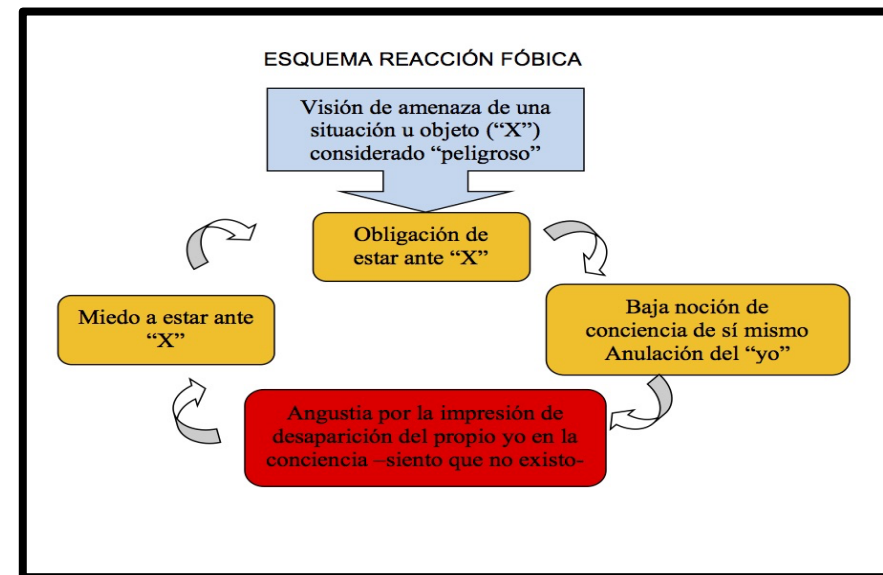 ESQUEMA REACCIÓN FÓBICA
Visión de amenaza de una
situación u objeto (“X”)
considerado “peligroso”
Obligación de
estar ante “X”
Baja noción de
conciencia de sí mismo
Anulación del “yo”
Angustia por la impresión de
desaparición del propio yo en la
conciencia –siento que no existo-
Miedo a estar ante
“X”